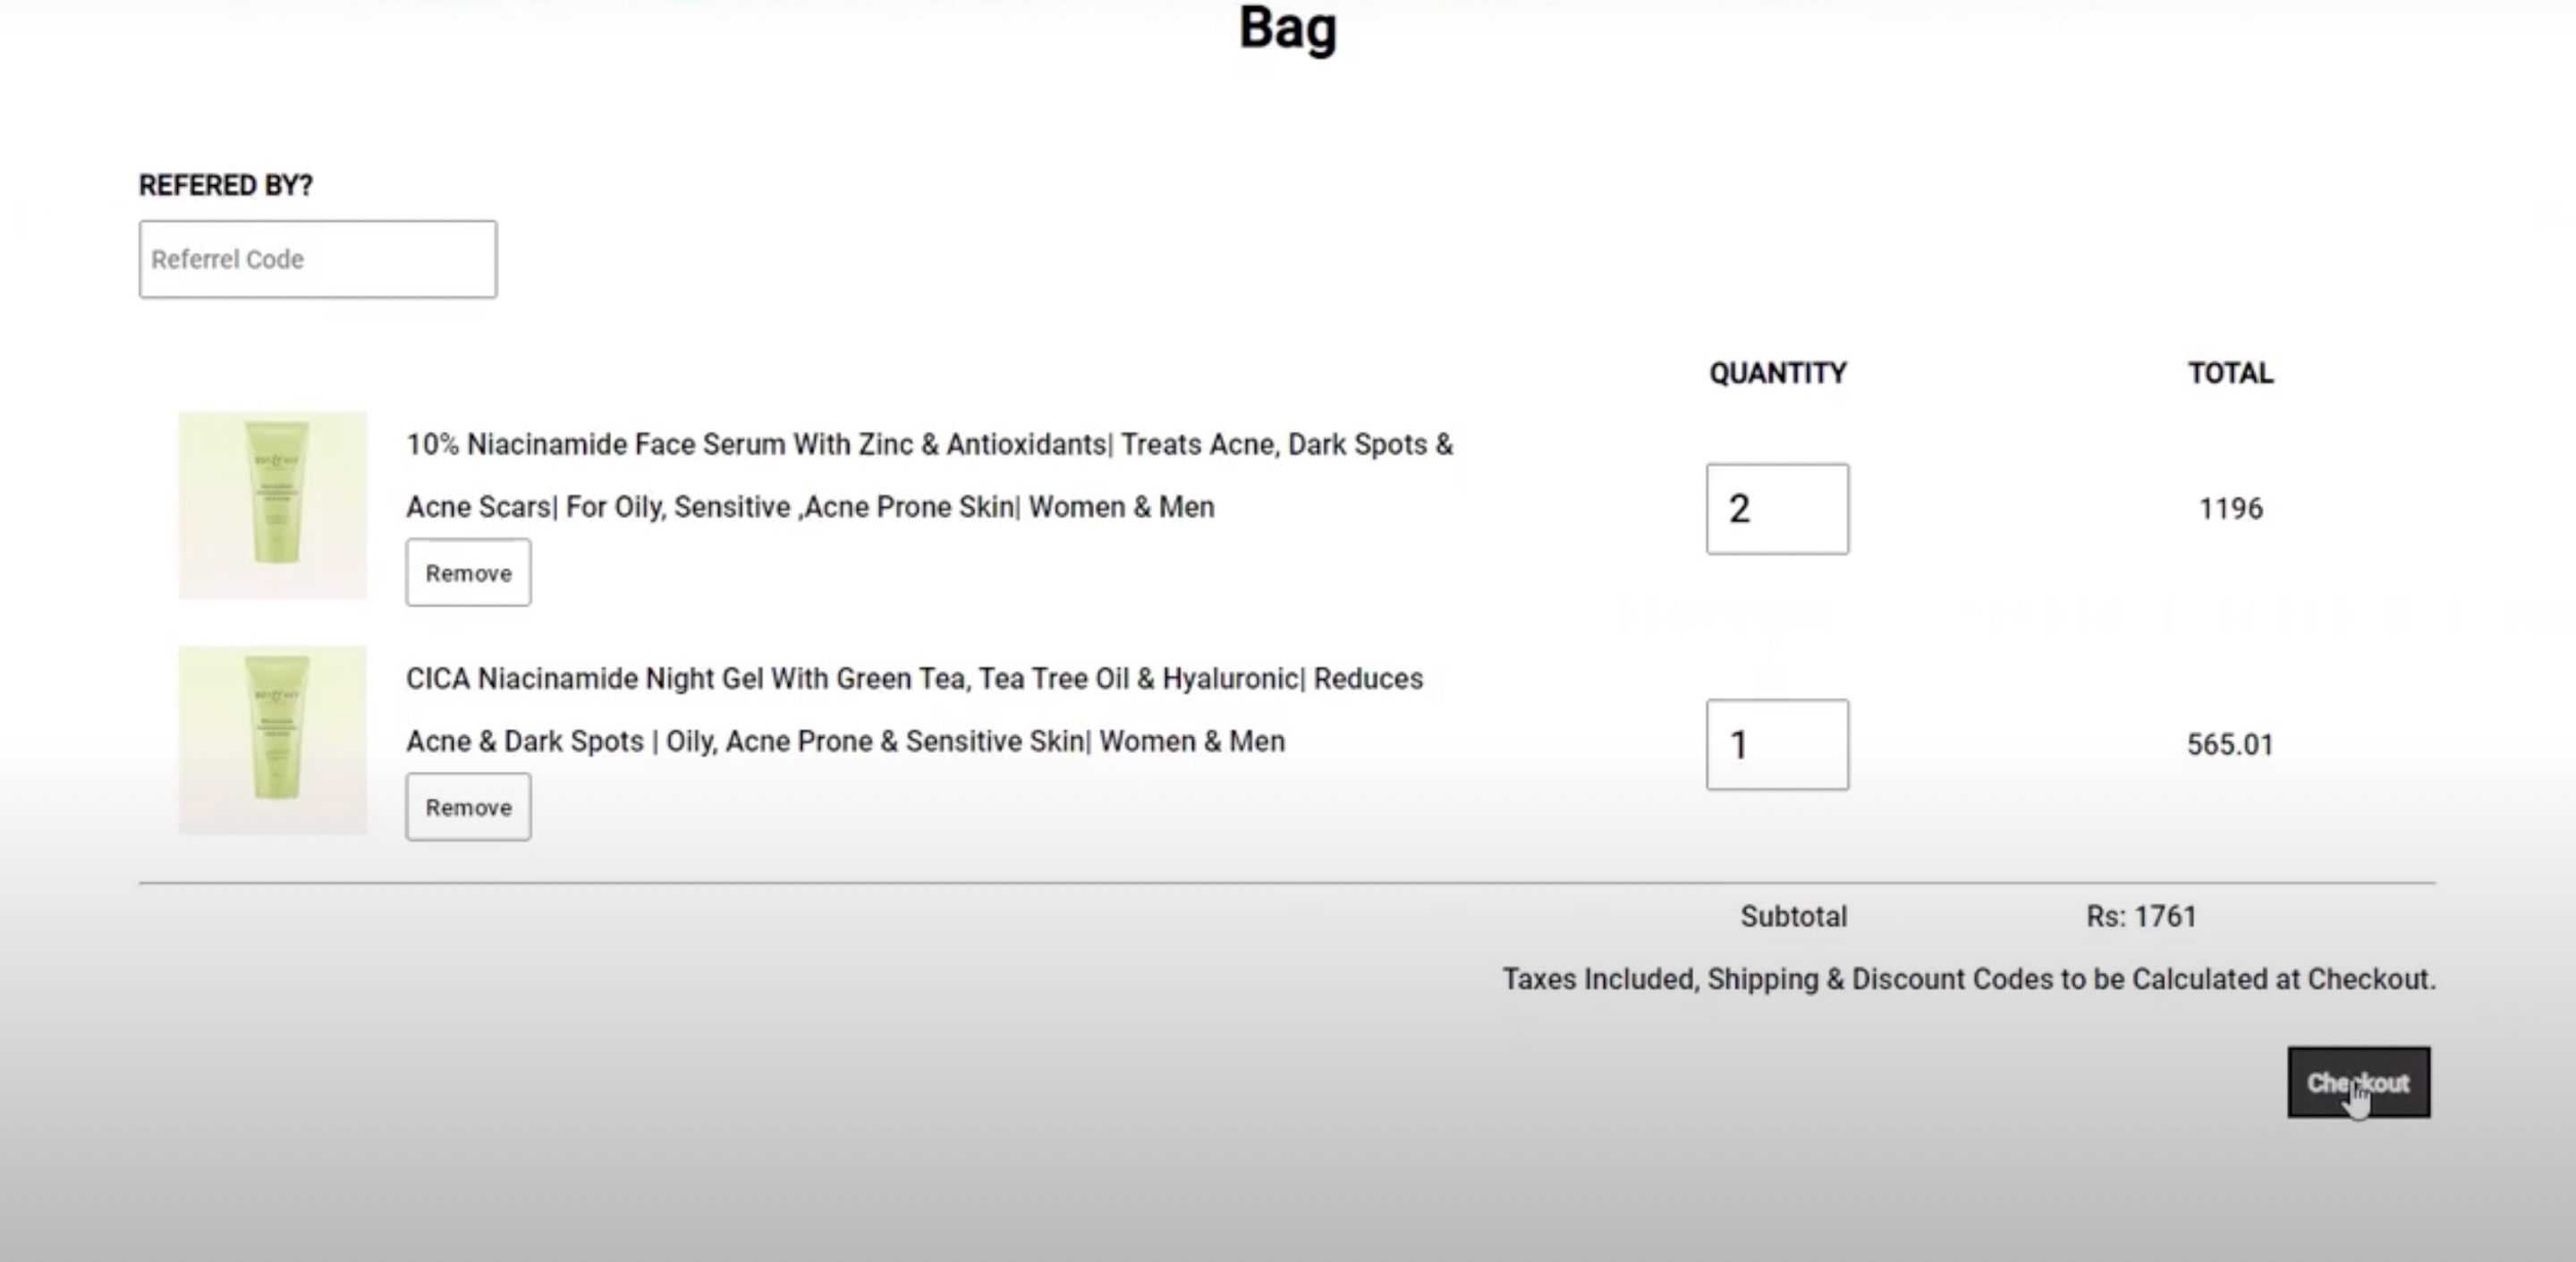 Bag
REFERED BY?
Referrel Code
QUANTITY
TOTAL
10% Niacinamide Face Serum With Zinc & Antioxidants| Treats Acne, Dark Spots &
Acne Scars| For Oily, Sensitive ,Acne Prone Skin| Women & Men
2
1196
Remove
CICA Niacinamide Night Gel With Green Tea, Tea Tree Oil & Hyaluronic| Reduces
Acne & Dark Spots | Oily, Acne Prone & Sensitive Skin| Women & Men
1
565.01
Remove
Subtotal
Rs: 1761
Taxes Included, Shipping & Discount Codes to be Calculated at Checkout.
Checkout